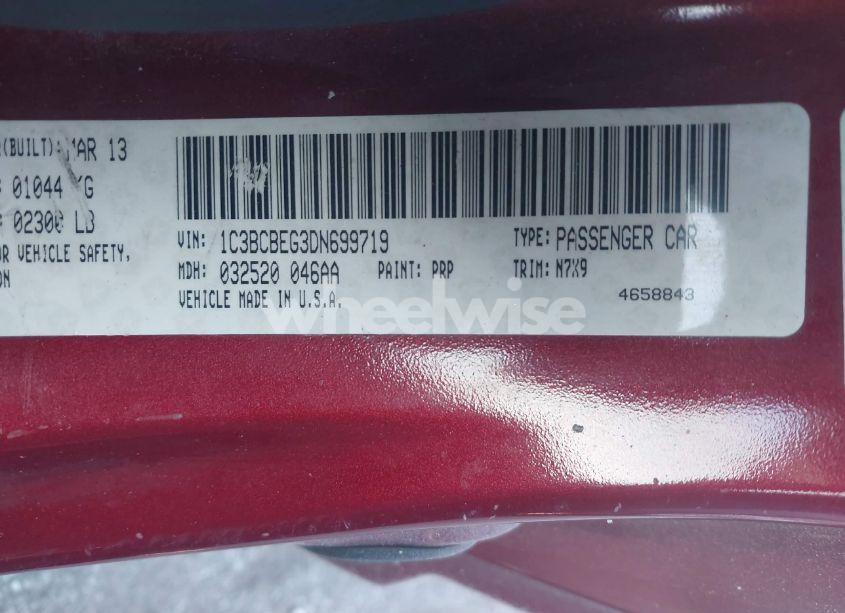 R(BUILT): MAR 13
01044 KG
02300 LB
OR VEHICLE SAFETY,
ON
VIN: 1C3BCBEG3DN699719
TYPE: PASSENGER CAR
MDH: 032520 046AA
PAINT: PRP
TRIM: N7X9
VEHICLE MADE IN U.S.A.
4658843
wheelwise